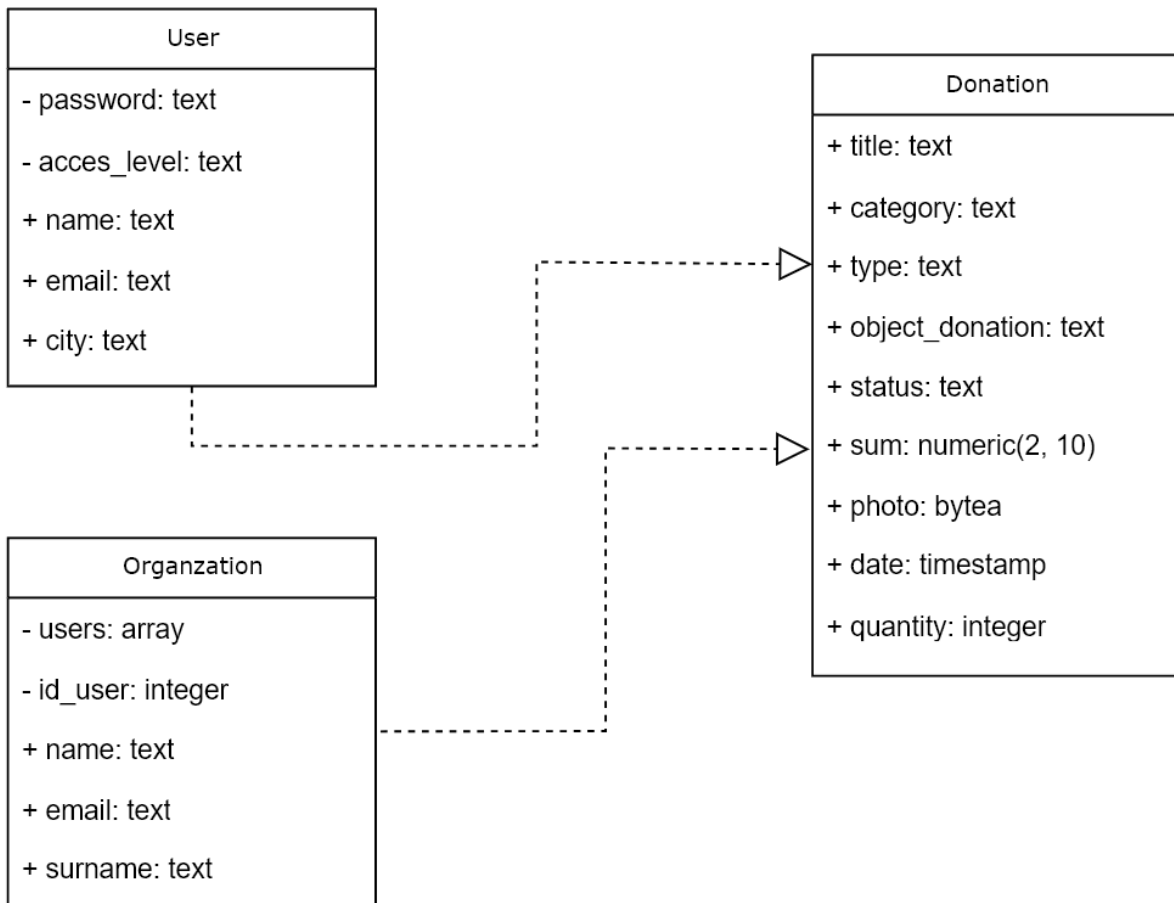 User
- password: text
- acces_level: text
+ name: text
+ email: text
+ city: text
Donation
+ title: text
+ category: text
+ type: text
+ object_donation: text
+ status: text
+ sum: numeric(2, 10)
+ photo: bytea
+ date: timestamp
+ quantity: integer
Organzation
- users: array
- id_user: integer
+ name: text
+ email: text
+ surname: text